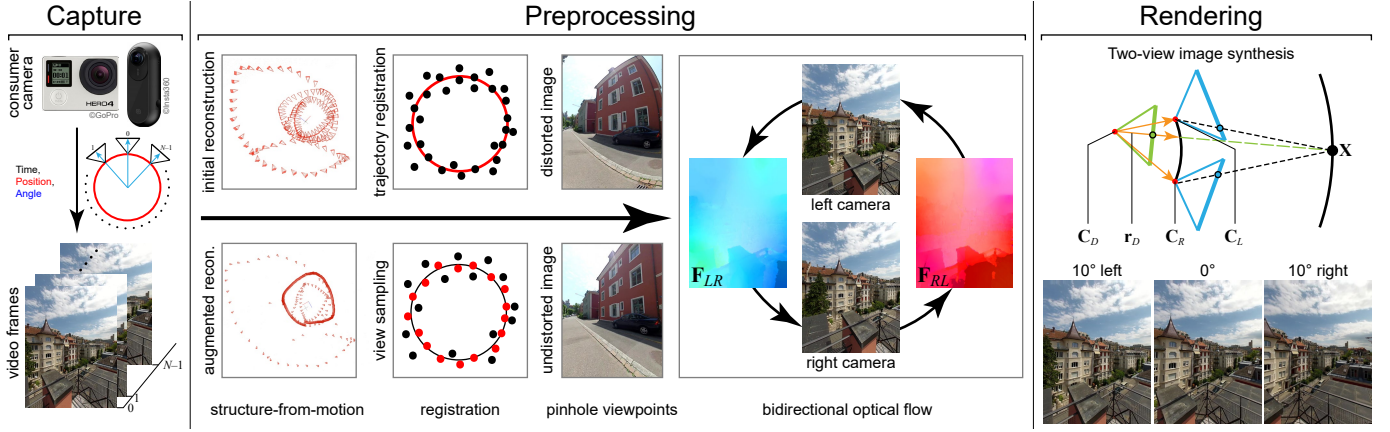 Capture
consumer
camera
HERO4
©GoPro
©Insta360
Time,
Position,
Angle
1
0
N–1
video frames
0
1
N–1
Preprocessing
initial reconstruction
trajectory registration
distorted image
augmented recon.
view sampling
undistorted image
structure-from-motion
registration
pinhole viewpoints
left camera
F_LR
F_RL
right camera
bidirectional optical flow
Rendering
Two-view image synthesis
X
C_D
r_D
C_R
C_L
10° left
0°
10° right